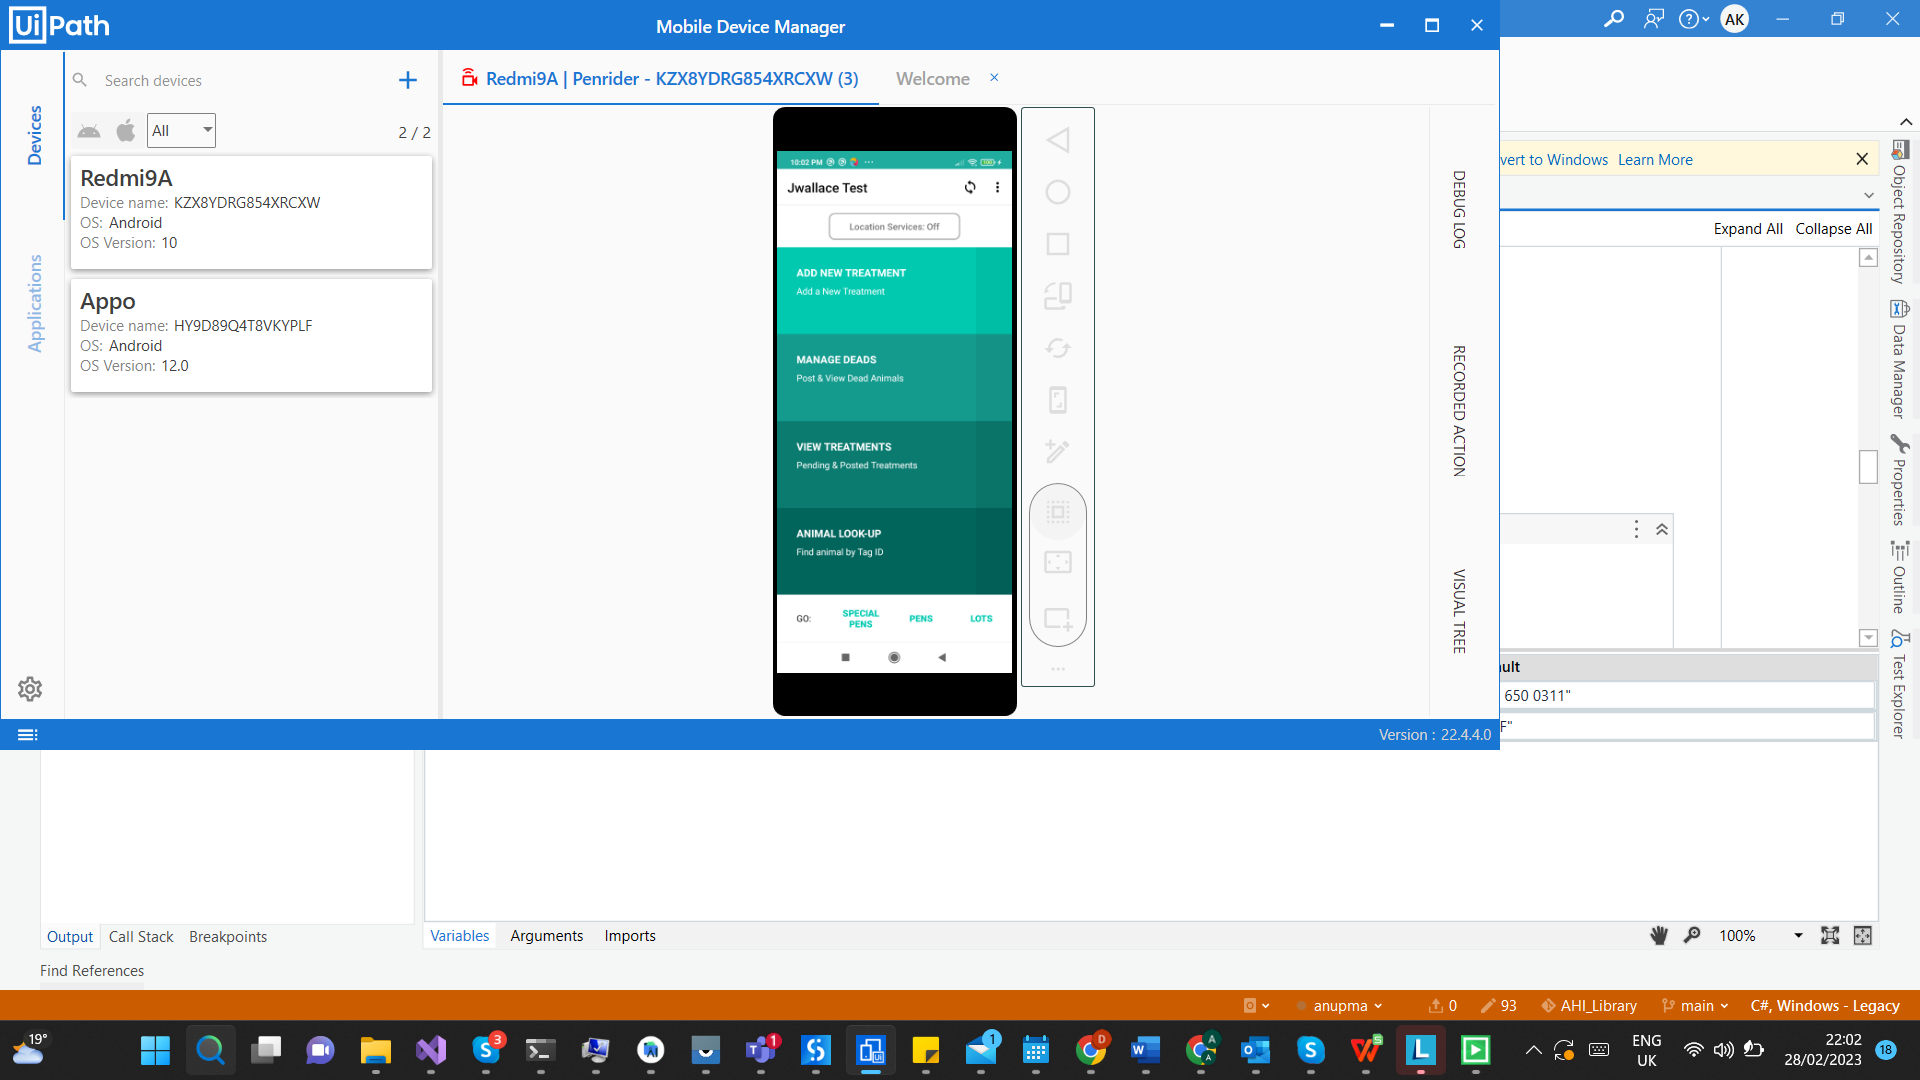 UiPath
Mobile Device Manager
AK
Search devices
Redmi9A | Penrider - KZX8YDRG854XRCXW (3)
Welcome
All
2 / 2
Devices
Applications
Redmi9A
Device name: KZX8YDRG854XRCXW
OS: Android
OS Version: 10
Appo
Device name: HY9D89Q4T8VKYPLF
OS: Android
OS Version: 12.0
10:02 PM
100
Jwallace Test
Location Services: Off
ADD NEW TREATMENT
Add a New Treatment
MANAGE DEADS
Post & View Dead Animals
VIEW TREATMENTS
Pending & Posted Treatments
ANIMAL LOOK-UP
Find animal by Tag ID
GO:
SPECIAL
PENS
PENS
LOTS
DEBUG LOG
RECORDED ACTION
VISUAL TREE
Version : 22.4.4.0
vert to Windows Learn More
Expand All Collapse All
Object Repository
Data Manager
Properties
Outline
Test Explorer
ult
650 0311"
F"
Output
Call Stack
Breakpoints
Variables
Arguments
Imports
100%
Find References
anupma
0
93
AHI_Library
main
C#, Windows - Legacy
19°
3
1
1
D
A
A
ENG
UK
22:02
28/02/2023
18